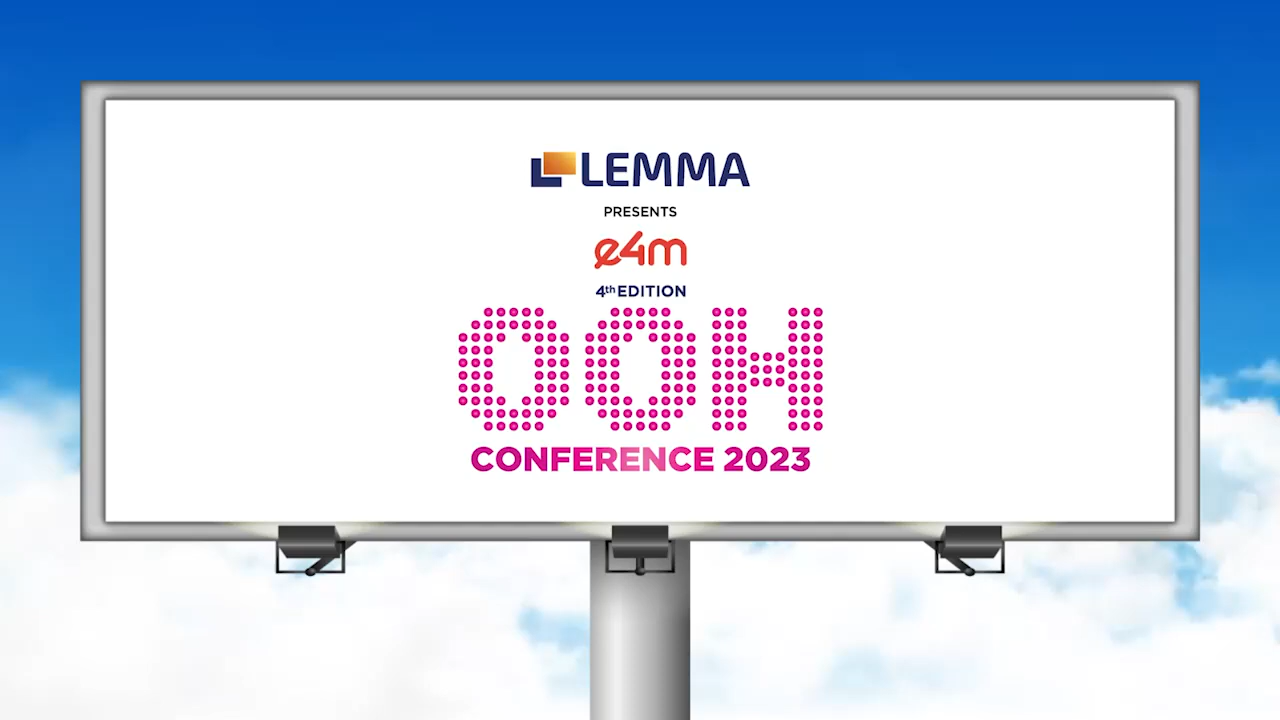 LEMMA
PRESENTS
e4m
4th EDITION
OOH
CONFERENCE 2023